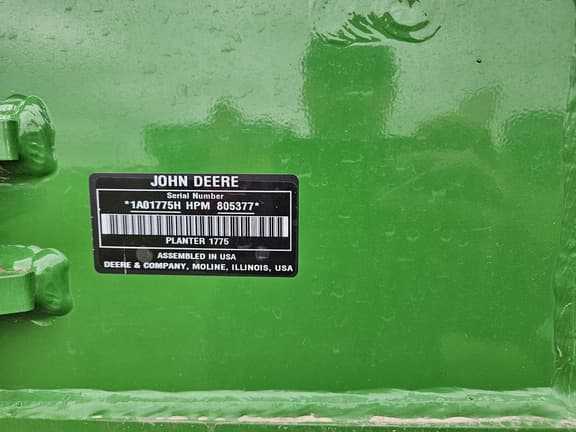 JOHN DEERE
Serial Number
*1A01775H HPM 805377*
PLANTER 1775
ASSEMBLED IN USA
DEERE & COMPANY, MOLINE, ILLINOIS, USA